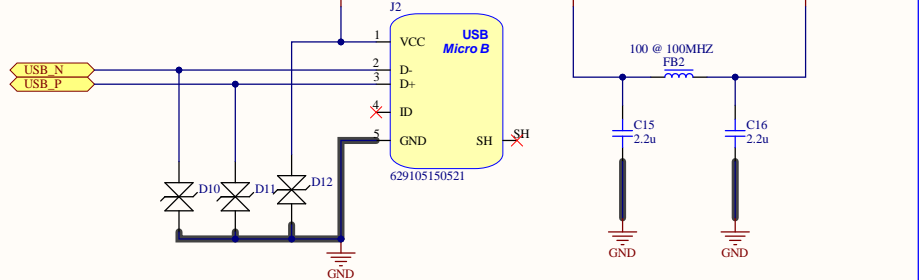 J2
USB
Micro B
1
VCC
USB_N
2
D-
USB_P
3
D+
4
ID
5
GND
SH
SH
629105150521
D10
D11
D12
GND
100 @ 100MHZ
FB2
C15
2.2u
C16
2.2u
GND
GND